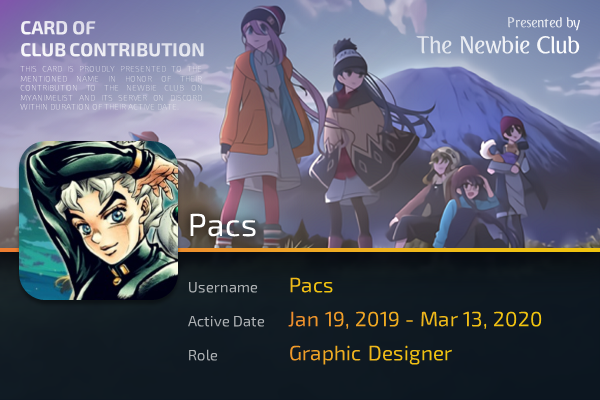 CARD OF
CLUB CONTRIBUTION
THIS CARD IS PROUDLY PRESENTED TO THE
MENTIONED NAME IN HONOR OF THEIR
CONTRIBUTION TO THE NEWBIE CLUB ON
MYANIMELIST AND ITS SERVER ON DISCORD
WITHIN DURATION OF THEIR ACTIVE DATE
Presented by
The Newbie Club
Pacs
Username Pacs
Active Date Jan 19, 2019 - Mar 13, 2020
Role Graphic Designer